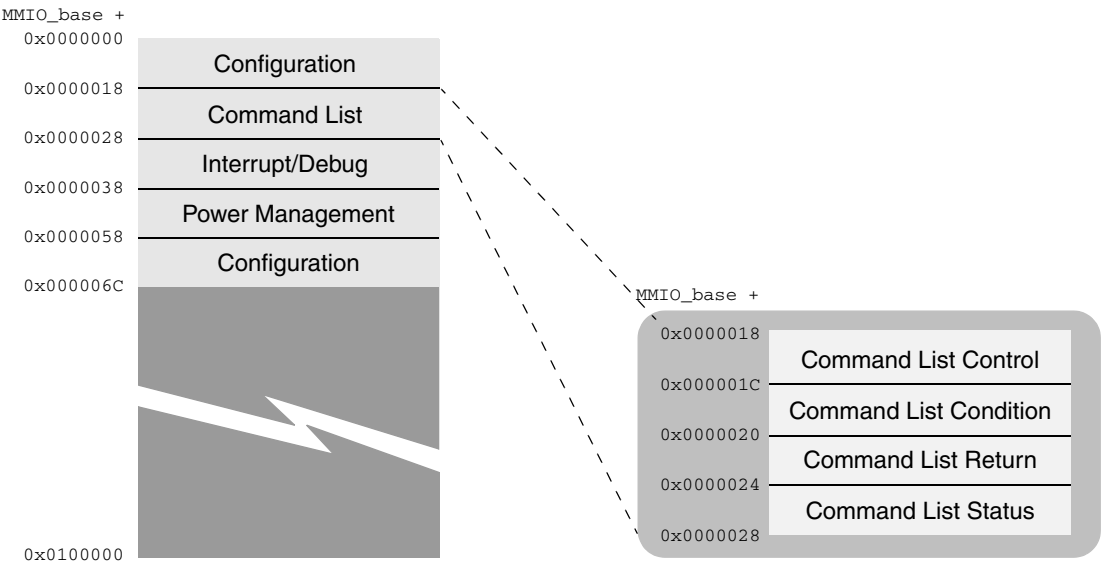 MMIO_base +
0x0000000
Configuration
0x0000018
Command List
0x0000028
Interrupt/Debug
0x0000038
Power Management
0x0000058
Configuration
0x000006C
0x0100000
MMIO_base +
0x0000018
Command List Control
0x000001C
Command List Condition
0x0000020
Command List Return
0x0000024
Command List Status
0x0000028